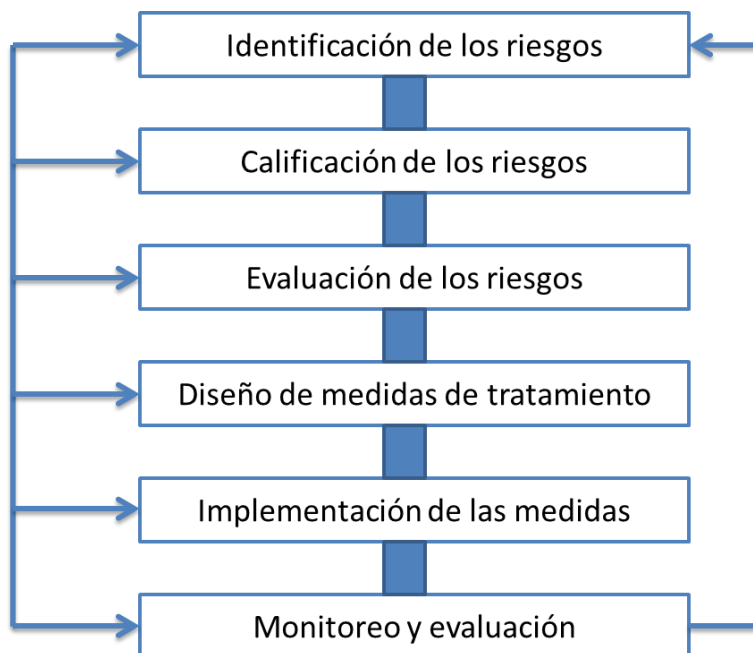 Identificación de los riesgos
Calificación de los riesgos
Evaluación de los riesgos
Diseño de medidas de tratamiento
Implementación de las medidas
Monitoreo y evaluación